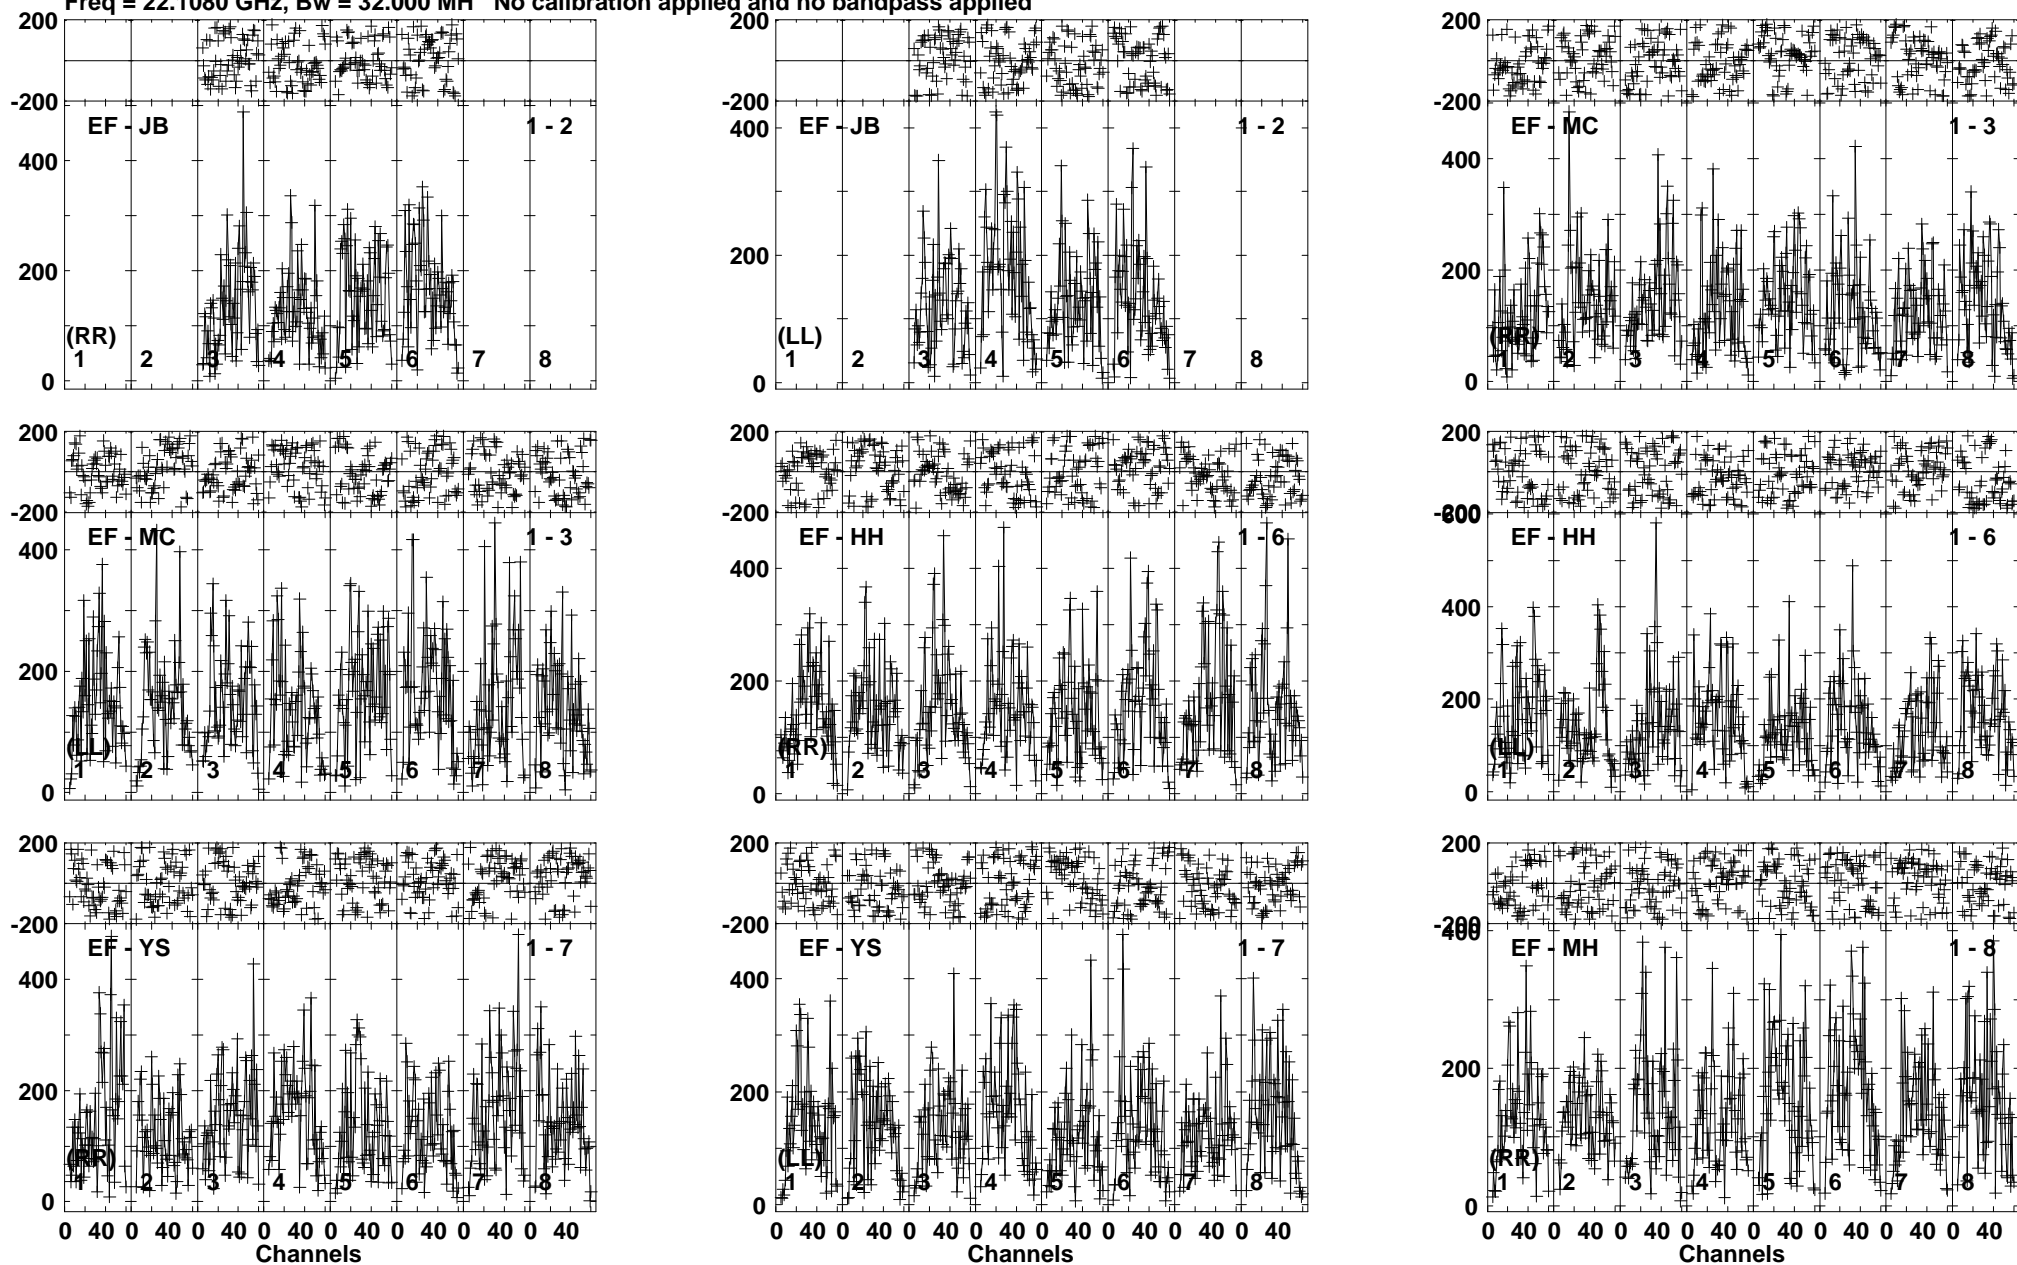 Freq = 22.1080 GHz, Bw = 32.000 MH No calibration applied and no bandpass applied
200 200 200
-200 -200 -200
EF - JB 1 - 2 EF - JB 1 - 2 EF - MC 1 - 3
400 400 400
200 200 200
(RR) (LL) (RR)
1 2 3 4 5 6 7 8 1 2 3 4 5 6 7 8 1 2 3 4 5 6 7 8
0 0 0
200 200 200
-200 -200 -200
600
EF - MC 1 - 3 EF - HH 1 - 6 EF - HH 1 - 6
400 400 400
200 200 200
(LL) (RR) (LL)
1 2 3 4 5 6 7 8 1 2 3 4 5 6 7 8 1 2 3 4 5 6 7 8
0 0 0
200 200 200
-200 -200 -200
400
EF - YS 1 - 7 EF - YS 1 - 7 EF - MH 1 - 8
400 400
200 200 200
(RR) (LL) (RR)
1 2 3 4 5 6 7 8 1 2 3 4 5 6 7 8 1 2 3 4 5 6 7 8
0 0 0
0 40 0 40 0 40 0 40 0 40 0 40 0 40 0 40 0 40 0 40 0 40 0 40 0 40 0 40 0 40 0 40 0 40 0 40 0 40 0 40 0 40 0 40 0 40 0 40
Channels Channels Channels